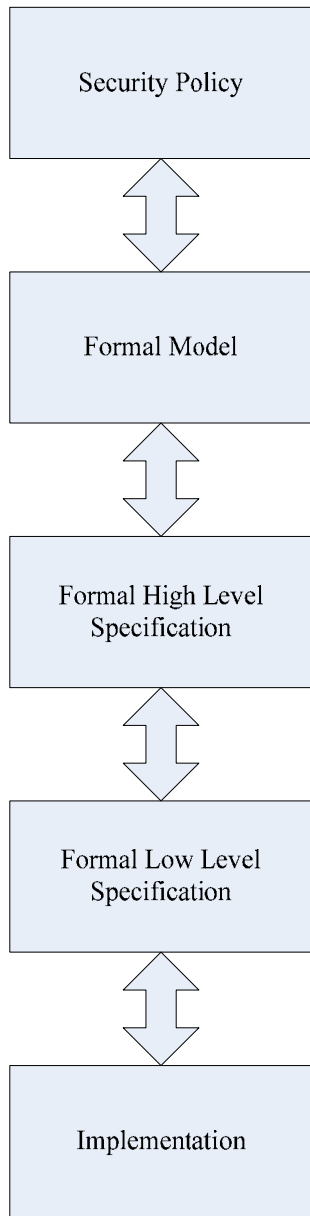 Security Policy
Formal Model
Formal High Level
Specification
Formal Low Level
Specification
Implementation